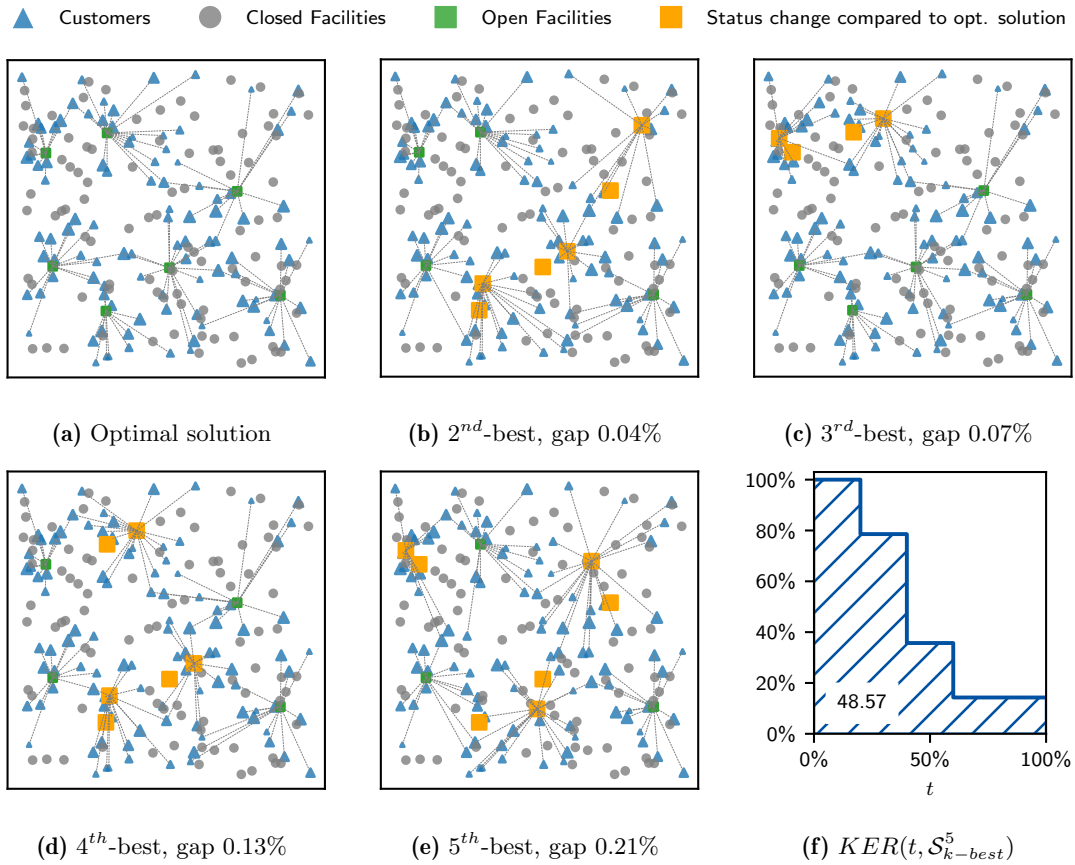 Customers Closed Facilities Open Facilities Status change compared to opt. solution
(a) Optimal solution
(b) 2nd-best, gap 0.04%
(c) 3rd-best, gap 0.07%
100%
80%
60%
40%
20%
0%
48.57
0% 50% 100%
t
(d) 4th-best, gap 0.13%
(e) 5th-best, gap 0.21%
(f) KER(t, S^5_{k-best})